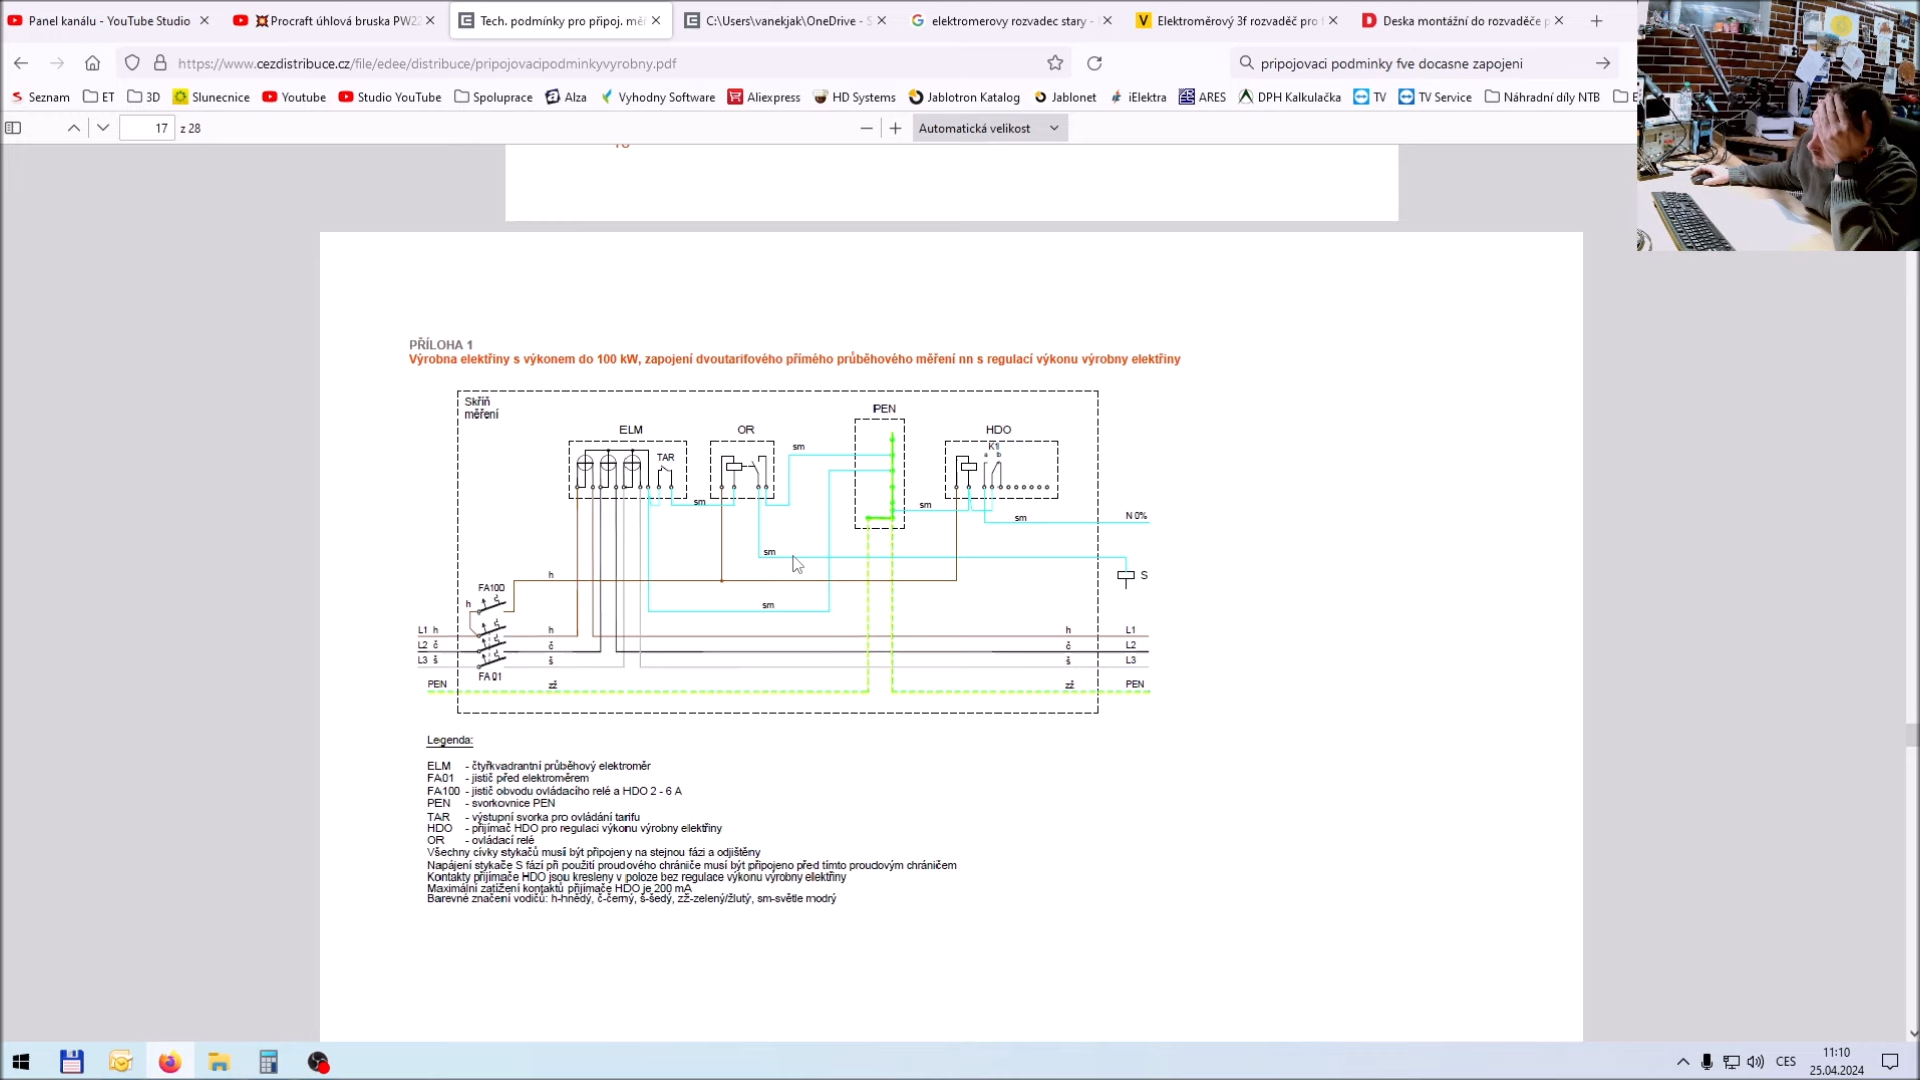 Panel kanálu - YouTube Studio
Procraft úhlová bruska PW22
Tech. podmínky pro připoj. mě
C:\Users\vanekjak\OneDrive - S
elektromerovy rozvadec stary -
Elektroměrový 3f rozvaděč pro
Deska montážní do rozvaděče p
https://www.cezdistribuce.cz/file/edee/distribuce/pripojovacipodminkyvyrobny.pdf
pripojovaci podminky fve docasne zapojeni
Seznam
ET
3D
Slunecnice
Youtube
Studio YouTube
Spoluprace
Alza
Vyhodny Software
Aliexpress
HD Systems
Jablotron Katalog
Jablonet
iElektra
ARES
DPH Kalkulačka
TV
TV Service
Náhradní díly NTB
17 z 28
Automatická velikost
PŘÍLOHA 1
Výrobna elektřiny s výkonem do 100 kW, zapojení dvoutarifového přímého průběhového měření nn s regulací výkonu výrobny elektřiny
Skříň
měření
PEN
ELM
OR
HDO
K1
a b
TAR
sm
sm
sm
sm
N 0%
sm
S
h
FA100
h
sm
L1 h
h
h
L1
L2 č
č
č
L2
L3 š
š
š
L3
FA 01
PEN
zž
zž
PEN
Legenda:
ELM - čtyřkvadrantní průběhový elektroměr
FA01 - jistič před elektroměrem
FA100 - jistič obvodu ovládacího relé a HDO 2 - 6 A
PEN - svorkovnice PEN
TAR - výstupní svorka pro ovládání tarifu
HDO - přijímač HDO pro regulaci výkonu výrobny elektřiny
OR - ovládací relé
Všechny cívky stykačů musí být připojeny na stejnou fázi a odjištěny
Napájení stykače S fází při použití proudového chrániče musí být připojeno před tímto proudovým chráničem
Kontakty přijímače HDO jsou kresleny v poloze bez regulace výkonu výrobny elektřiny
Maximální zatížení kontaktů přijímače HDO je 200 mA
Barevné značení vodičů: h-hnědý, č-černý, š-šedý, zž-zelený/žlutý, sm-světle modrý
CES
11:10
25.04.2024